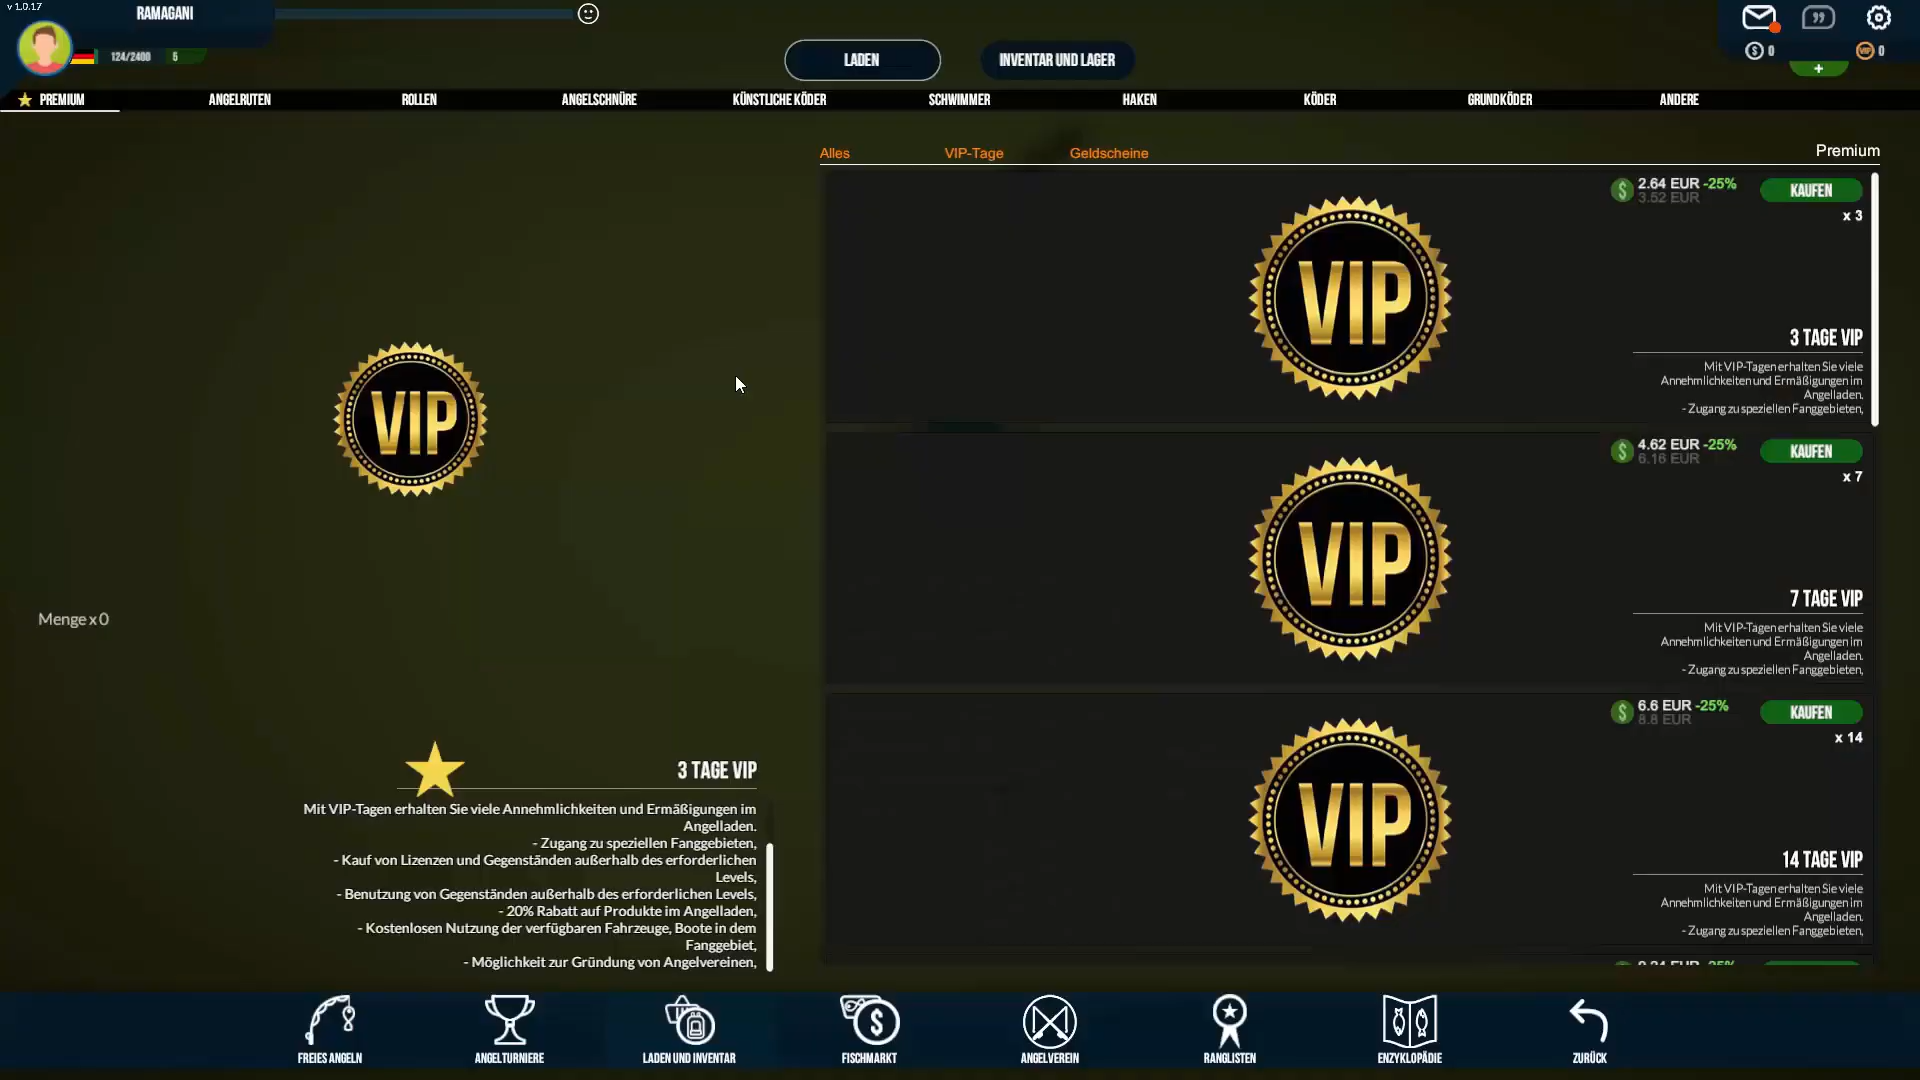 v 1.0.17
RAMAGANI
124/2400
5
LADEN
INVENTAR UND LAGER
0
VIP 0
+
PREMIUM
ANGELRUTEN
ROLLEN
ANGELSCHNÜRE
KÜNSTLICHE KÖDER
SCHWIMMER
HAKEN
KÖDER
GRUNDKÖDER
ANDERE
Alles
VIP-Tage
Geldscheine
Premium
VIP
Menge x 0
3 TAGE VIP
Mit VIP-Tagen erhalten Sie viele Annehmlichkeiten und Ermäßigungen im
Angelladen.
- Zugang zu speziellen Fanggebieten,
- Kauf von Lizenzen und Gegenständen außerhalb des erforderlichen
Levels,
- Benutzung von Gegenständen außerhalb des erforderlichen Levels,
- 20% Rabatt auf Produkte im Angelladen,
- Kostenlosen Nutzung der verfügbaren Fahrzeuge, Boote in dem
Fanggebiet,
- Möglichkeit zur Gründung von Angelvereinen,
$ 2.64 EUR -25%
3.52 EUR
KAUFEN
x 3
VIP
3 TAGE VIP
Mit VIP-Tagen erhalten Sie viele
Annehmlichkeiten und Ermäßigungen im
Angelladen.
- Zugang zu speziellen Fanggebieten,
$ 4.62 EUR -25%
6.16 EUR
KAUFEN
x 7
VIP
7 TAGE VIP
Mit VIP-Tagen erhalten Sie viele
Annehmlichkeiten und Ermäßigungen im
Angelladen.
- Zugang zu speziellen Fanggebieten,
$ 6.6 EUR -25%
8.8 EUR
KAUFEN
x 14
VIP
14 TAGE VIP
Mit VIP-Tagen erhalten Sie viele
Annehmlichkeiten und Ermäßigungen im
Angelladen.
- Zugang zu speziellen Fanggebieten,
FREIES ANGELN
ANGELTURNIERE
LADEN UND INVENTAR
FISCHMARKT
ANGELVEREIN
RANGLISTEN
ENZYKLOPÄDIE
ZURÜCK